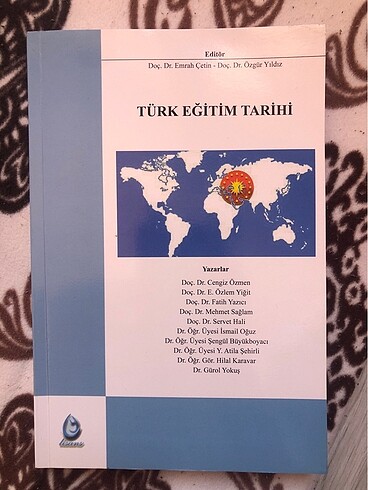 Editör
Doç. Dr. Emrah Çetin - Doç. Dr. Özgür Yıldız
TÜRK EĞİTİM TARİHİ
Yazarlar
Doç. Dr. Cengiz Özmen
Doç. Dr. E. Özlem Yiğit
Doç. Dr. Fatih Yazıcı
Doç. Dr. Mehmet Sağlam
Doç. Dr. Servet Hali
Dr. Öğr. Üyesi İsmail Oğuz
Dr. Öğr. Üyesi Şengül Büyükboyacı
Dr. Öğr. Üyesi Y. Atila Şehirli
Dr. Öğr. Gör. Hilal Karavar
Dr. Gürol Yokuş
lisans